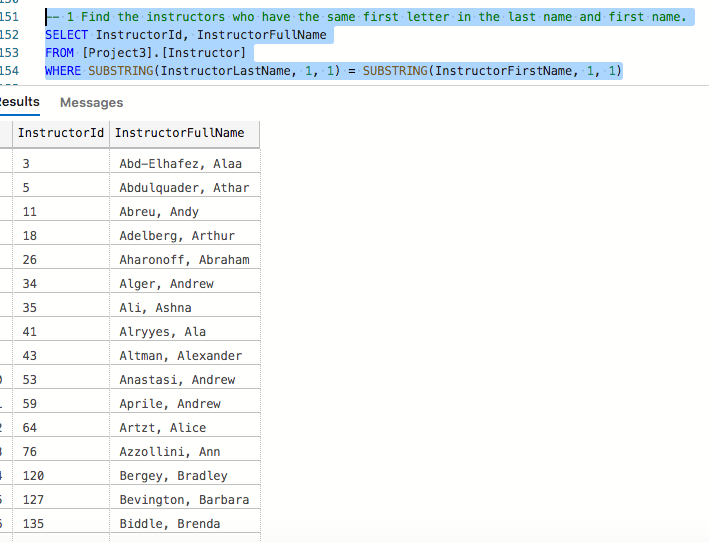 151 -- 1 Find the instructors who have the same first letter in the last name and first name.
152 SELECT InstructorId, InstructorFullName
153 FROM [Project3].[Instructor]
154 WHERE SUBSTRING(InstructorLastName, 1, 1) = SUBSTRING(InstructorFirstName, 1, 1)
Results Messages
InstructorId InstructorFullName
3 Abd-Elhafez, Alaa
5 Abdulquader, Athar
11 Abreu, Andy
18 Adelberg, Arthur
26 Aharonoff, Abraham
34 Alger, Andrew
35 Ali, Ashna
41 Alryyes, Ala
43 Altman, Alexander
53 Anastasi, Andrew
59 Aprile, Andrew
64 Artzt, Alice
76 Azzollini, Ann
120 Bergey, Bradley
127 Bevington, Barbara
135 Biddle, Brenda